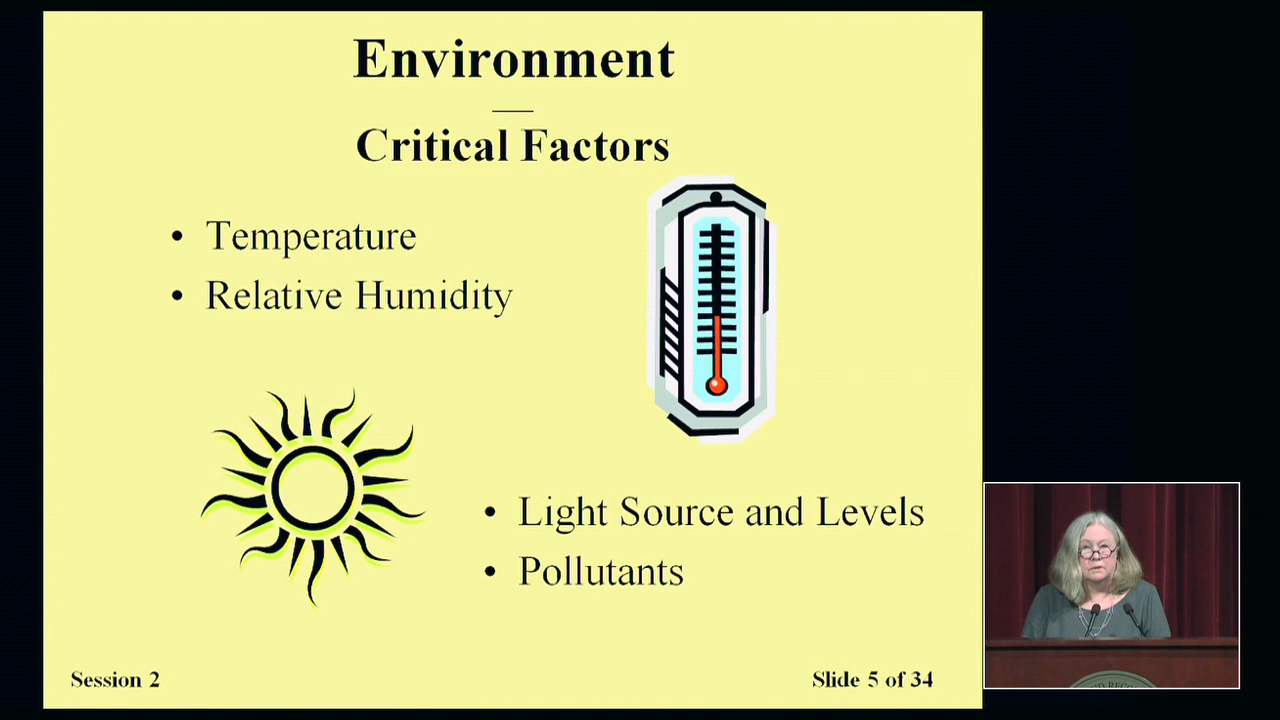 Environment
Critical Factors
• Temperature
• Relative Humidity
• Light Source and Levels
• Pollutants
Session 2
Slide 5 of 34